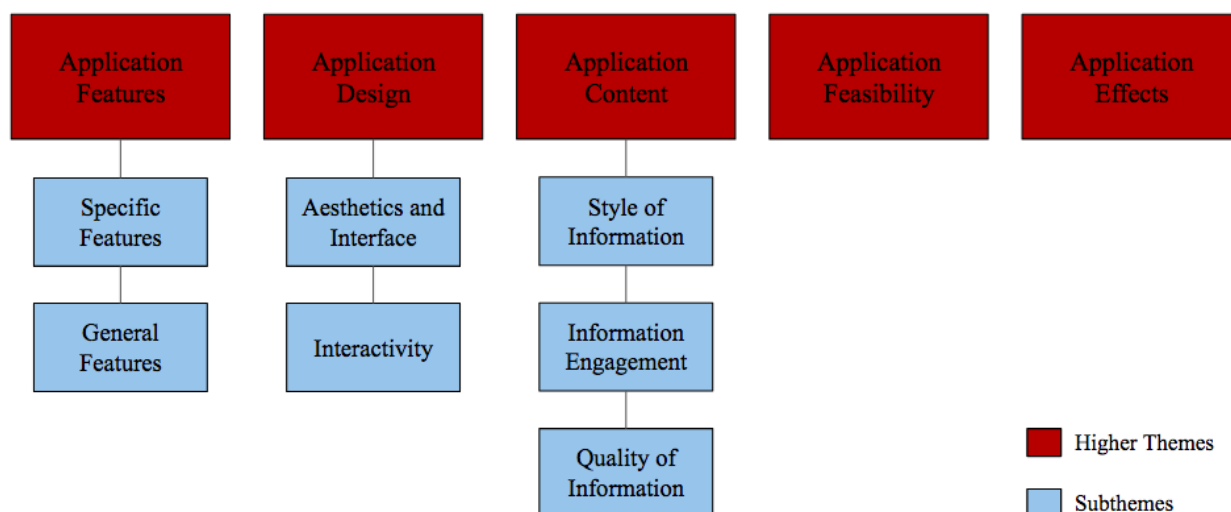 Application
Features
Application
Design
Application
Content
Application
Feasibility
Application
Effects
Specific
Features
Aesthetics and
Interface
Style of
Information
General
Features
Interactivity
Information
Engagement
Quality of
Information
Higher Themes
Subthemes